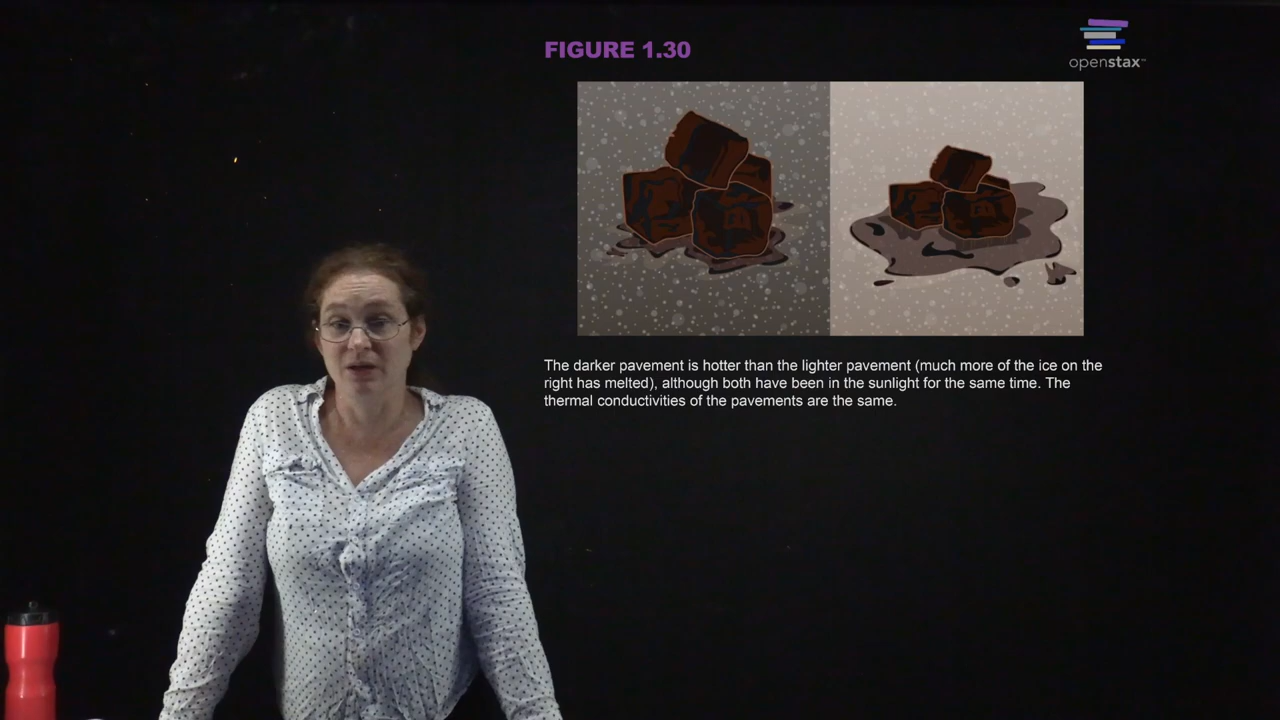 FIGURE 1.30
openstax™
The darker pavement is hotter than the lighter pavement (much more of the ice on the
right has melted), although both have been in the sunlight for the same time. The
thermal conductivities of the pavements are the same.